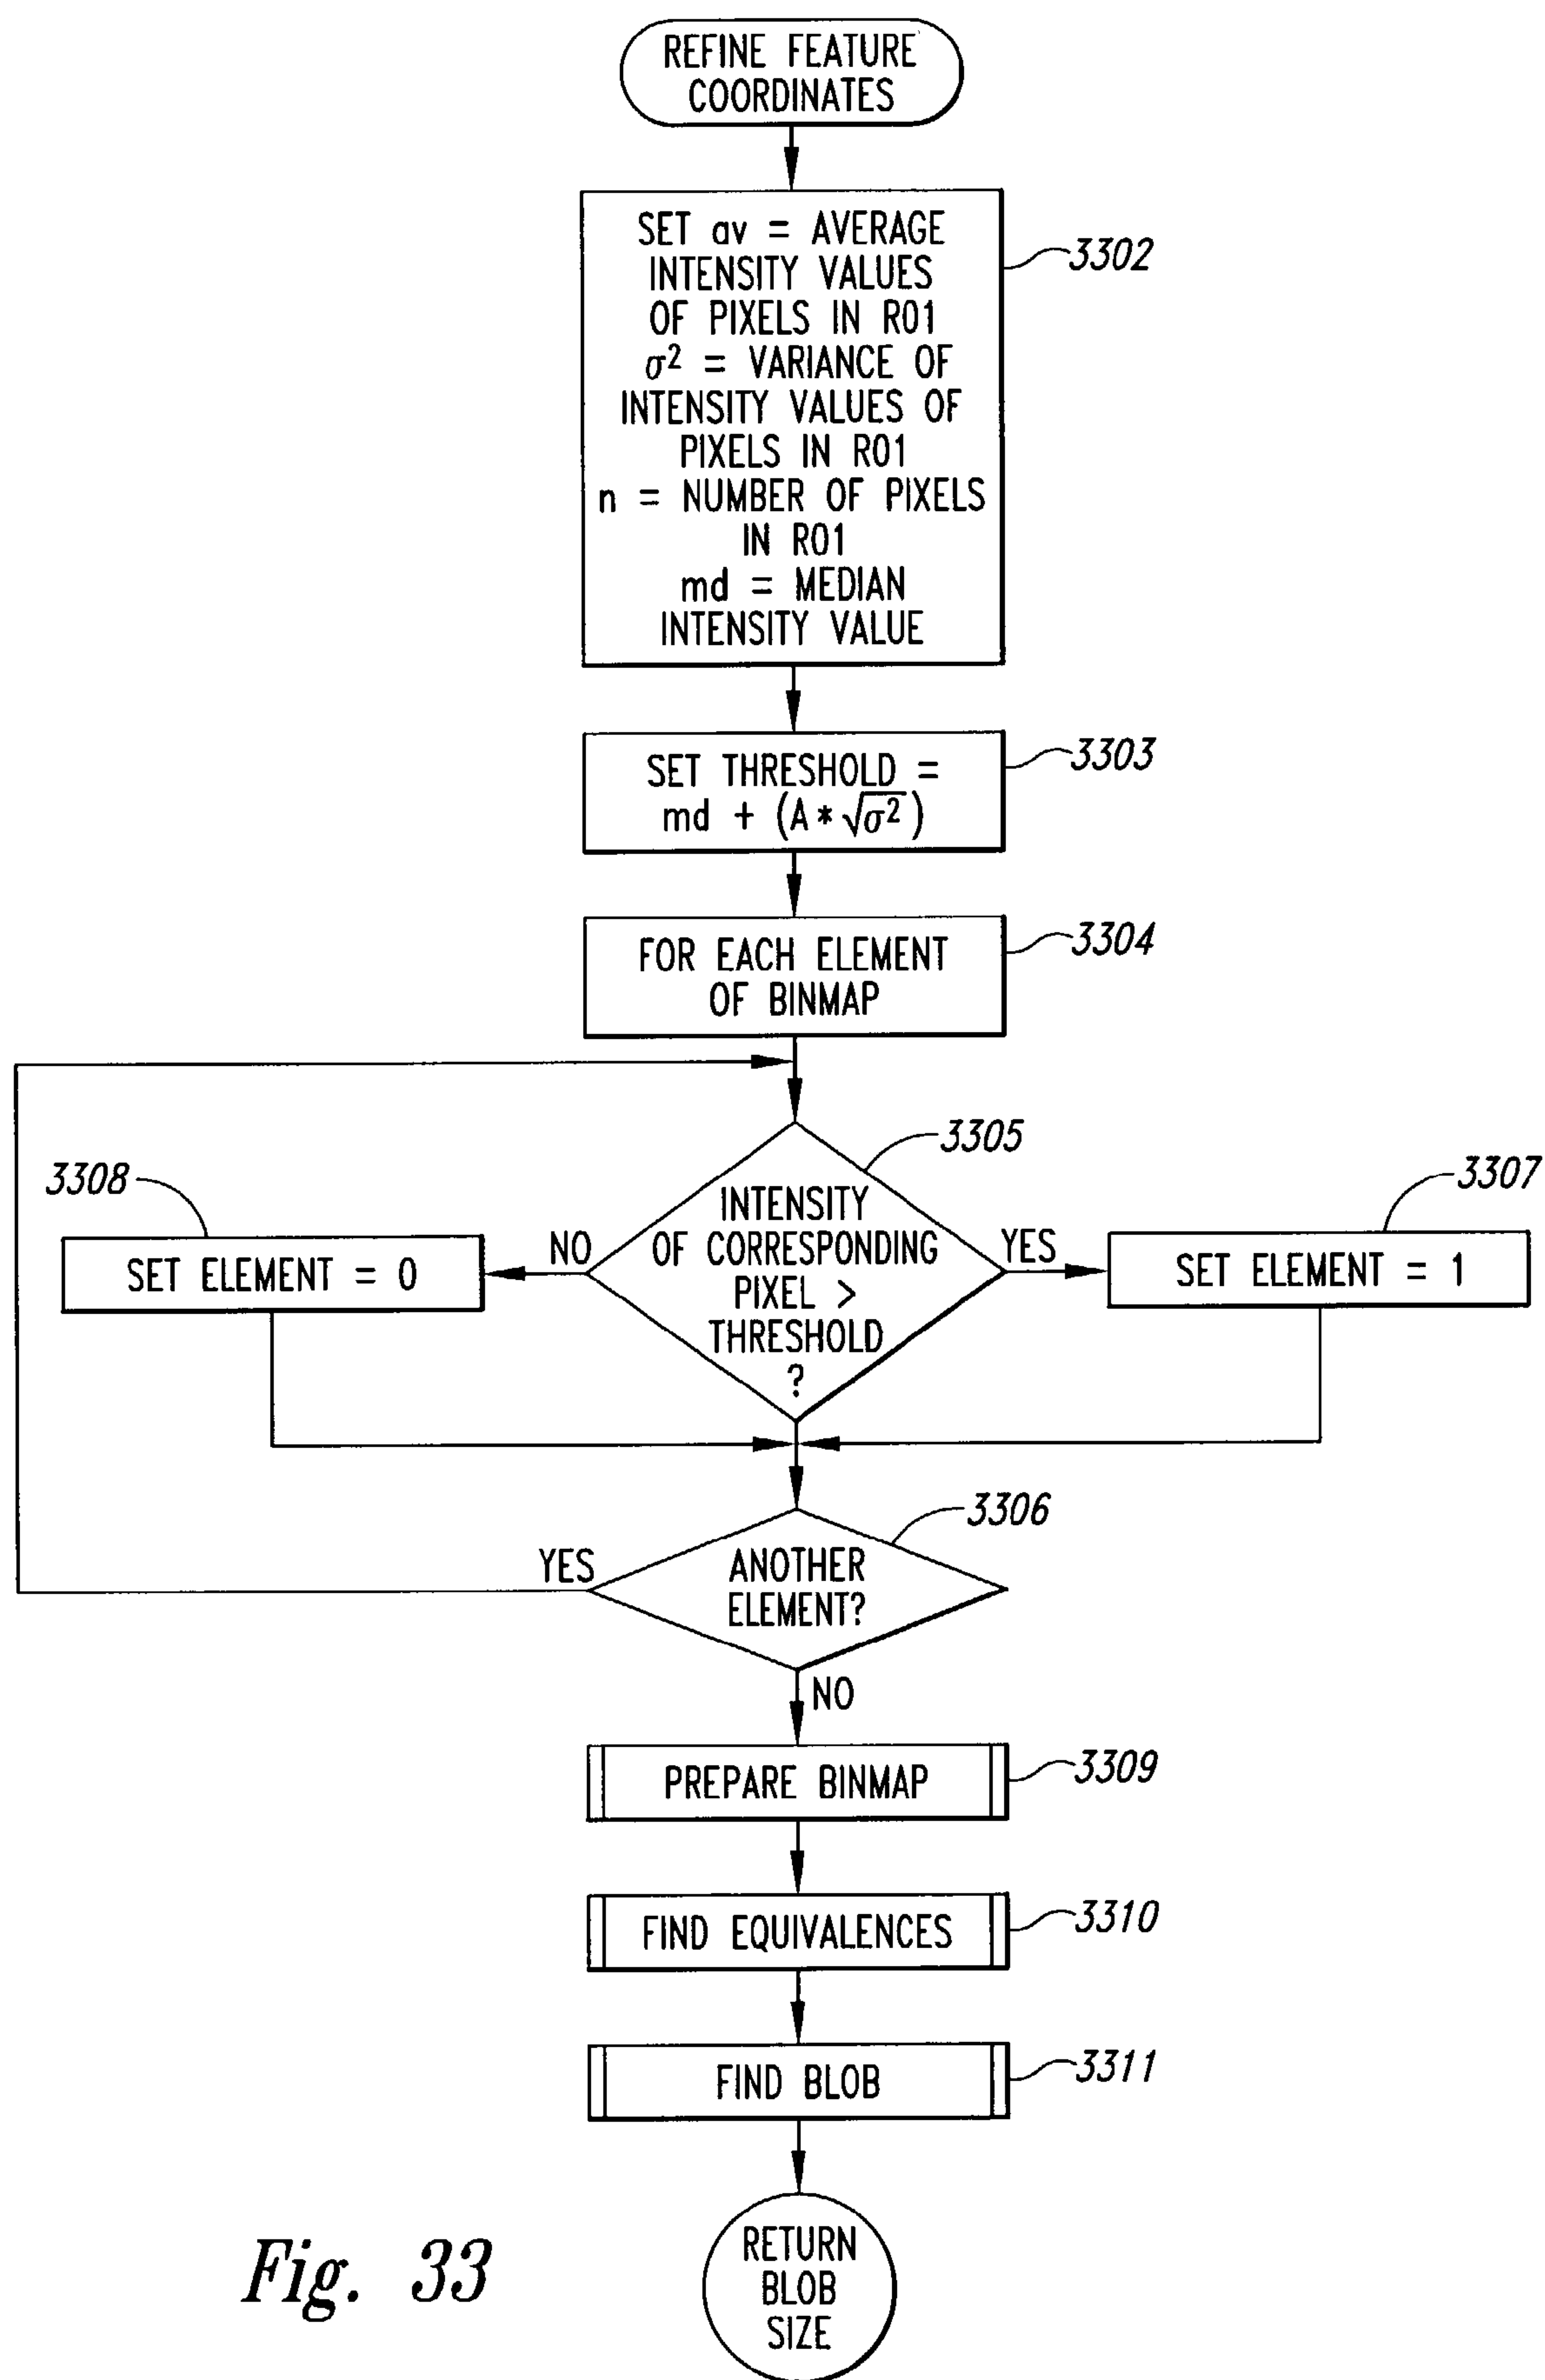 REFINE FEATURE
COORDINATES
SET av = AVERAGE
INTENSITY VALUES
OF PIXELS IN R01
σ² = VARIANCE OF
INTENSITY VALUES OF
PIXELS IN R01
n = NUMBER OF PIXELS
IN R01
md = MEDIAN
INTENSITY VALUE
3302
SET THRESHOLD =
md + (A*√σ²)
3303
FOR EACH ELEMENT
OF BINMAP
3304
3305
INTENSITY
OF CORRESPONDING
PIXEL >
THRESHOLD
?
NO
YES
3308
SET ELEMENT = 0
3307
SET ELEMENT = 1
3306
ANOTHER
ELEMENT?
YES
NO
PREPARE BINMAP
3309
FIND EQUIVALENCES
3310
FIND BLOB
3311
RETURN
BLOB
SIZE
Fig. 33